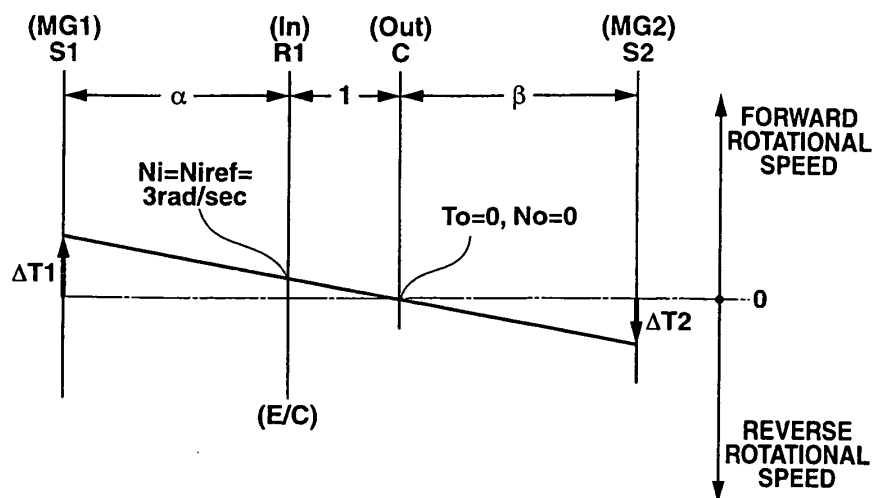 (MG1) (In) (Out) (MG2)
S1 R1 C S2
α 1 β
FORWARD
ROTATIONAL
SPEED
Ni=Niref=
3rad/sec
To=0, No=0
ΔT1
0
ΔT2
(E/C)
REVERSE
ROTATIONAL
SPEED